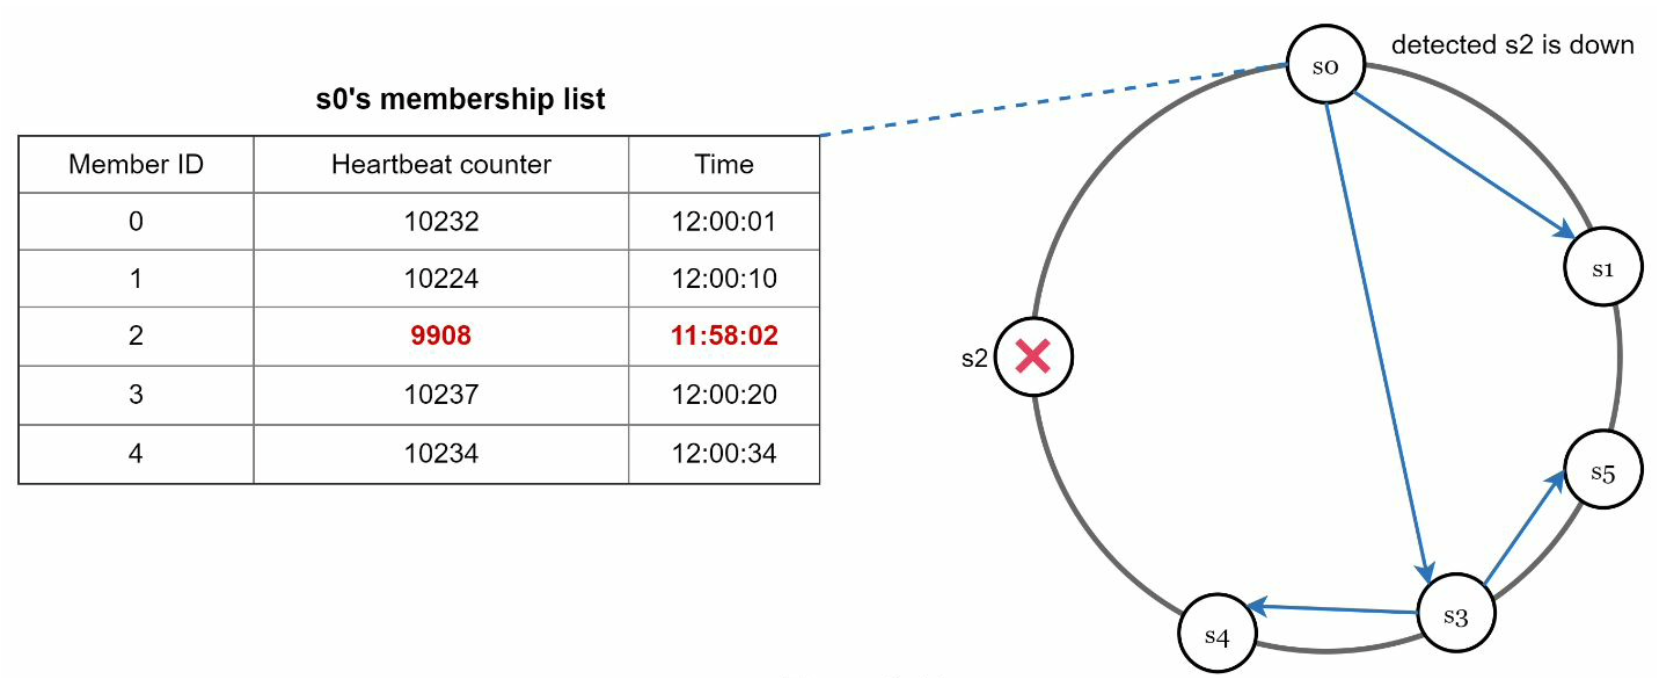 s0's membership list
Member ID Heartbeat counter Time
0 10232 12:00:01
1 10224 12:00:10
2 9908 11:58:02
3 10237 12:00:20
4 10234 12:00:34
s0
detected s2 is down
s1
s2
s5
s3
s4